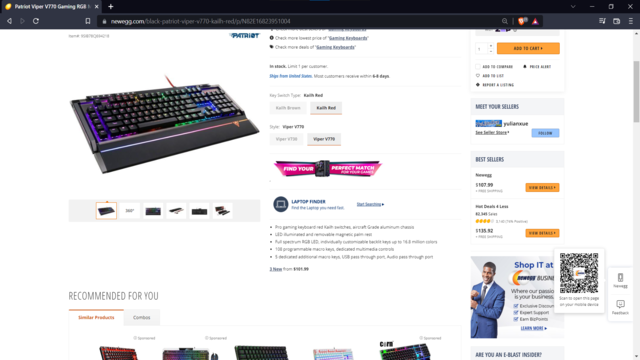 Patriot Viper V770 Gaming RGB
newegg.com/black-patriot-viper-v770-kailh-red/p/N82E16823951004
PATRIOT
Check more lowest price of "Gaming Keyboards"
Check more deals of "Gaming Keyboards"
In stock. Limit 1 per customer.
Ships from United States. Most customers receive within 6-8 days.
Key Switch Type: Kailh Red
Kailh Brown
Kailh Red
Style: Viper V770
Viper V730
Viper V770
FIND YOUR PERFECT MATCH
LAPTOP FINDER
Find the Laptop you need fast.
Start Searching
360°
Pro gaming keyboard red Kailh switches, aircraft Grade aluminum chassis
LED illuminated and removable magnetic palm rest
Full spectrum RGB LED, individually customizable backlit keys up to 16.8 million colors
108 programmable macro keys, dedicated multimedia controls
5 dedicated additional macro keys, USB pass through port, Audio pass through port
3 New from $101.99
RECOMMENDED FOR YOU
Similar Products
Combos
Sponsored
Sponsored
Sponsored
Sponsored
Sponsored
1
ADD TO CART
ADD TO COMPARE
PRICE ALERT
ADD TO LIST
REPORT A LISTING
MEET YOUR SELLERS
yulianxue
See Seller Store
FOLLOW
BEST SELLERS
Newegg
$107.99
+ FREE SHIPPING
VIEW DETAILS
Hot Deals 4 Less
$135.92
+ FREE SHIPPING
VIEW DETAILS
Shop IT at
newegg
BUSINESS
Where our passion
is your business.
Exclusive Discounts
Expert Support
Earn BizPoints
LEARN MORE
Scan to open this page
on your mobile device
Newegg
Feedback
ARE YOU AN E-BLAST INSIDER?